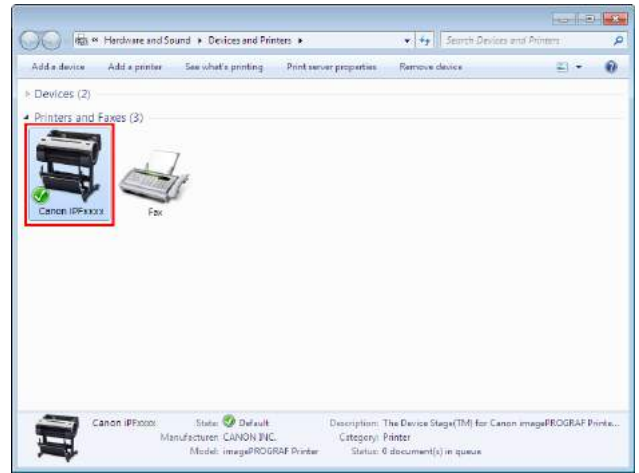 « Hardware and Sound ▸ Devices and Printers ▸ Search Devices and Printers
Add a device Add a printer See what's printing Print server properties Remove device
Devices (2)
Printers and Faxes (3)
Canon IPFxxxx Fax
Canon IPFxxxx State: Default Description: The Device Stage(TM) for Canon imagePROGRAF Printe...
Manufacturer: CANON INC. Category: Printer
Model: imagePROGRAF Printer Status: 0 document(s) in queue